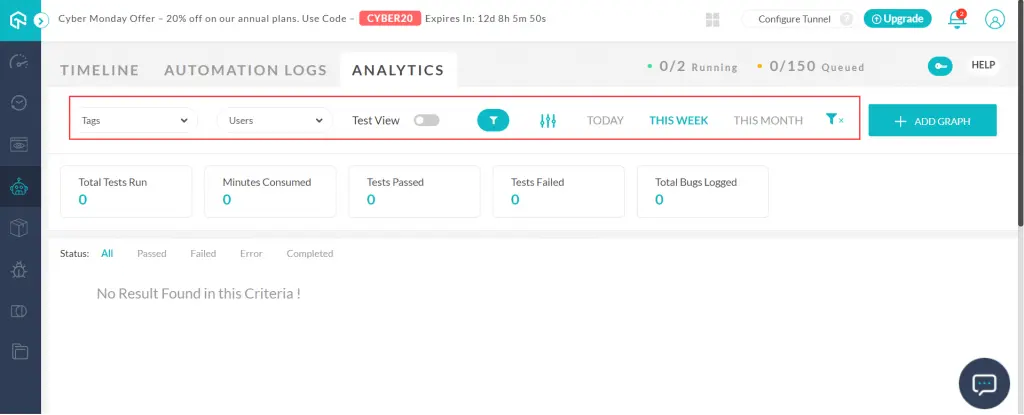 Cyber Monday Offer – 20% off on our annual plans. Use Code – CYBER20 Expires In: 12d 8h 5m 50s
Configure Tunnel ?
Upgrade
2
TIMELINE AUTOMATION LOGS ANALYTICS
0/2 Running 0/150 Queued
HELP
Tags
Users
Test View
TODAY THIS WEEK THIS MONTH
+ ADD GRAPH
Total Tests Run
0
Minutes Consumed
0
Tests Passed
0
Tests Failed
0
Total Bugs Logged
0
Status: All Passed Failed Error Completed
No Result Found in this Criteria !